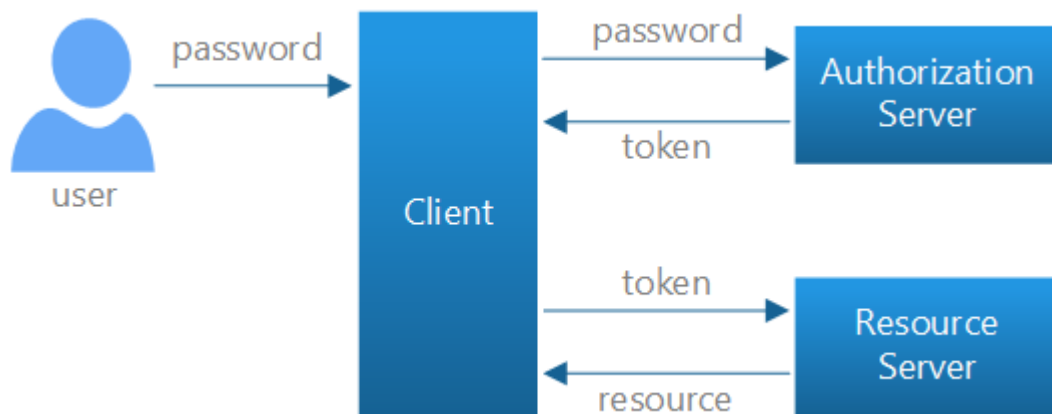 password
user
Client
password
token
Authorization
Server
token
resource
Resource
Server